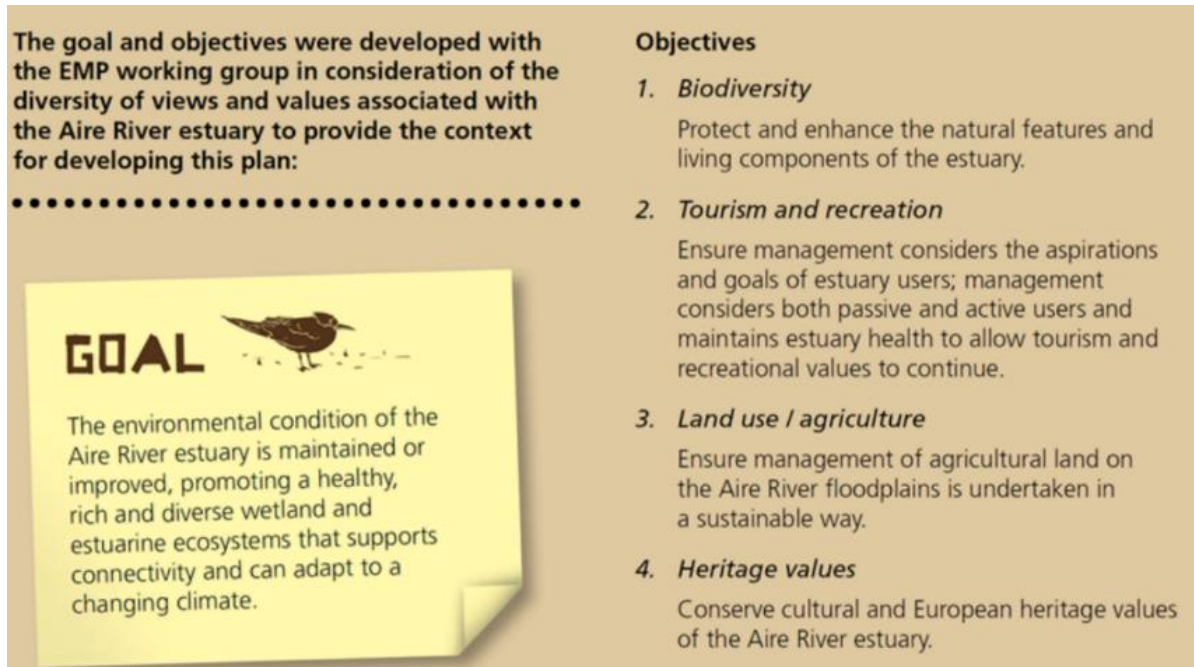 The goal and objectives were developed with
the EMP working group in consideration of the
diversity of views and values associated with
the Aire River estuary to provide the context
for developing this plan:
GOAL
The environmental condition of the
Aire River estuary is maintained or
improved, promoting a healthy,
rich and diverse wetland and
estuarine ecosystems that supports
connectivity and can adapt to a
changing climate.
Objectives
1. Biodiversity
Protect and enhance the natural features and
living components of the estuary.
2. Tourism and recreation
Ensure management considers the aspirations
and goals of estuary users; management
considers both passive and active users and
maintains estuary health to allow tourism and
recreational values to continue.
3. Land use / agriculture
Ensure management of agricultural land on
the Aire River floodplains is undertaken in
a sustainable way.
4. Heritage values
Conserve cultural and European heritage values
of the Aire River estuary.